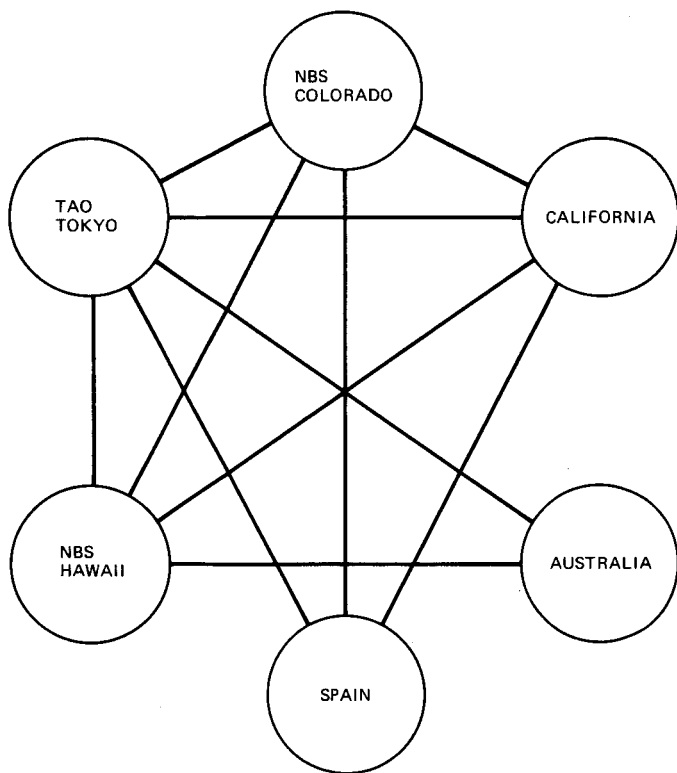 NBS
COLORADO
TAO
TOKYO
CALIFORNIA
NBS
HAWAII
AUSTRALIA
SPAIN